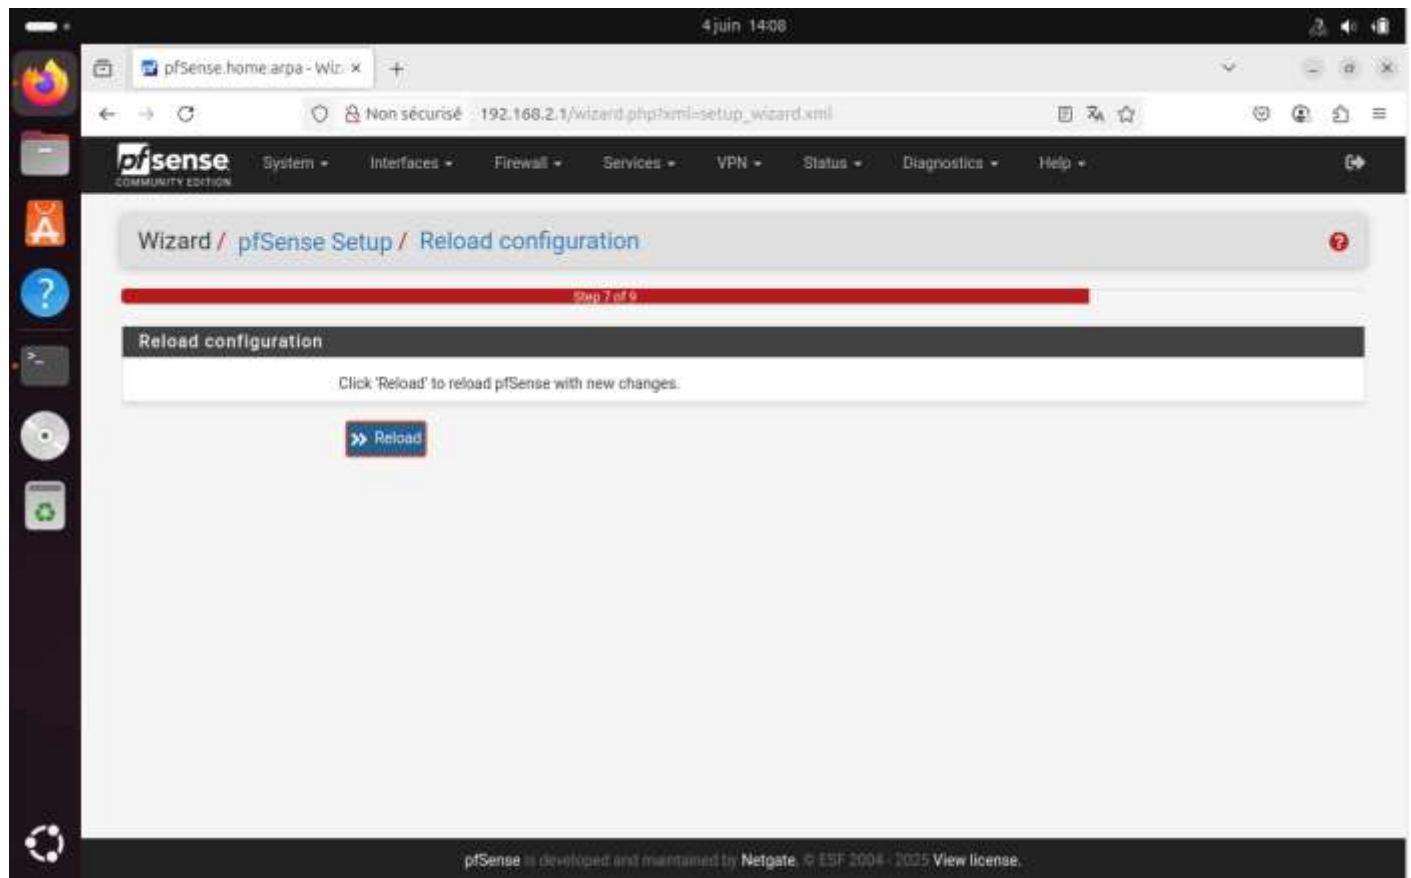 4 juin 14:08
pfSense.home.arpa - Wiz
Non sécurisé 192.168.2.1/wizard.php?xml=setup_wizard.xml
pfsense System Interfaces Firewall Services VPN Status Diagnostics Help
COMMUNITY EDITION
Wizard / pfSense Setup / Reload configuration
Step 7 of 9
Reload configuration
Click 'Reload' to reload pfSense with new changes.
Reload
pfSense is developed and maintained by Netgate. © ESF 2004 - 2025 View license.